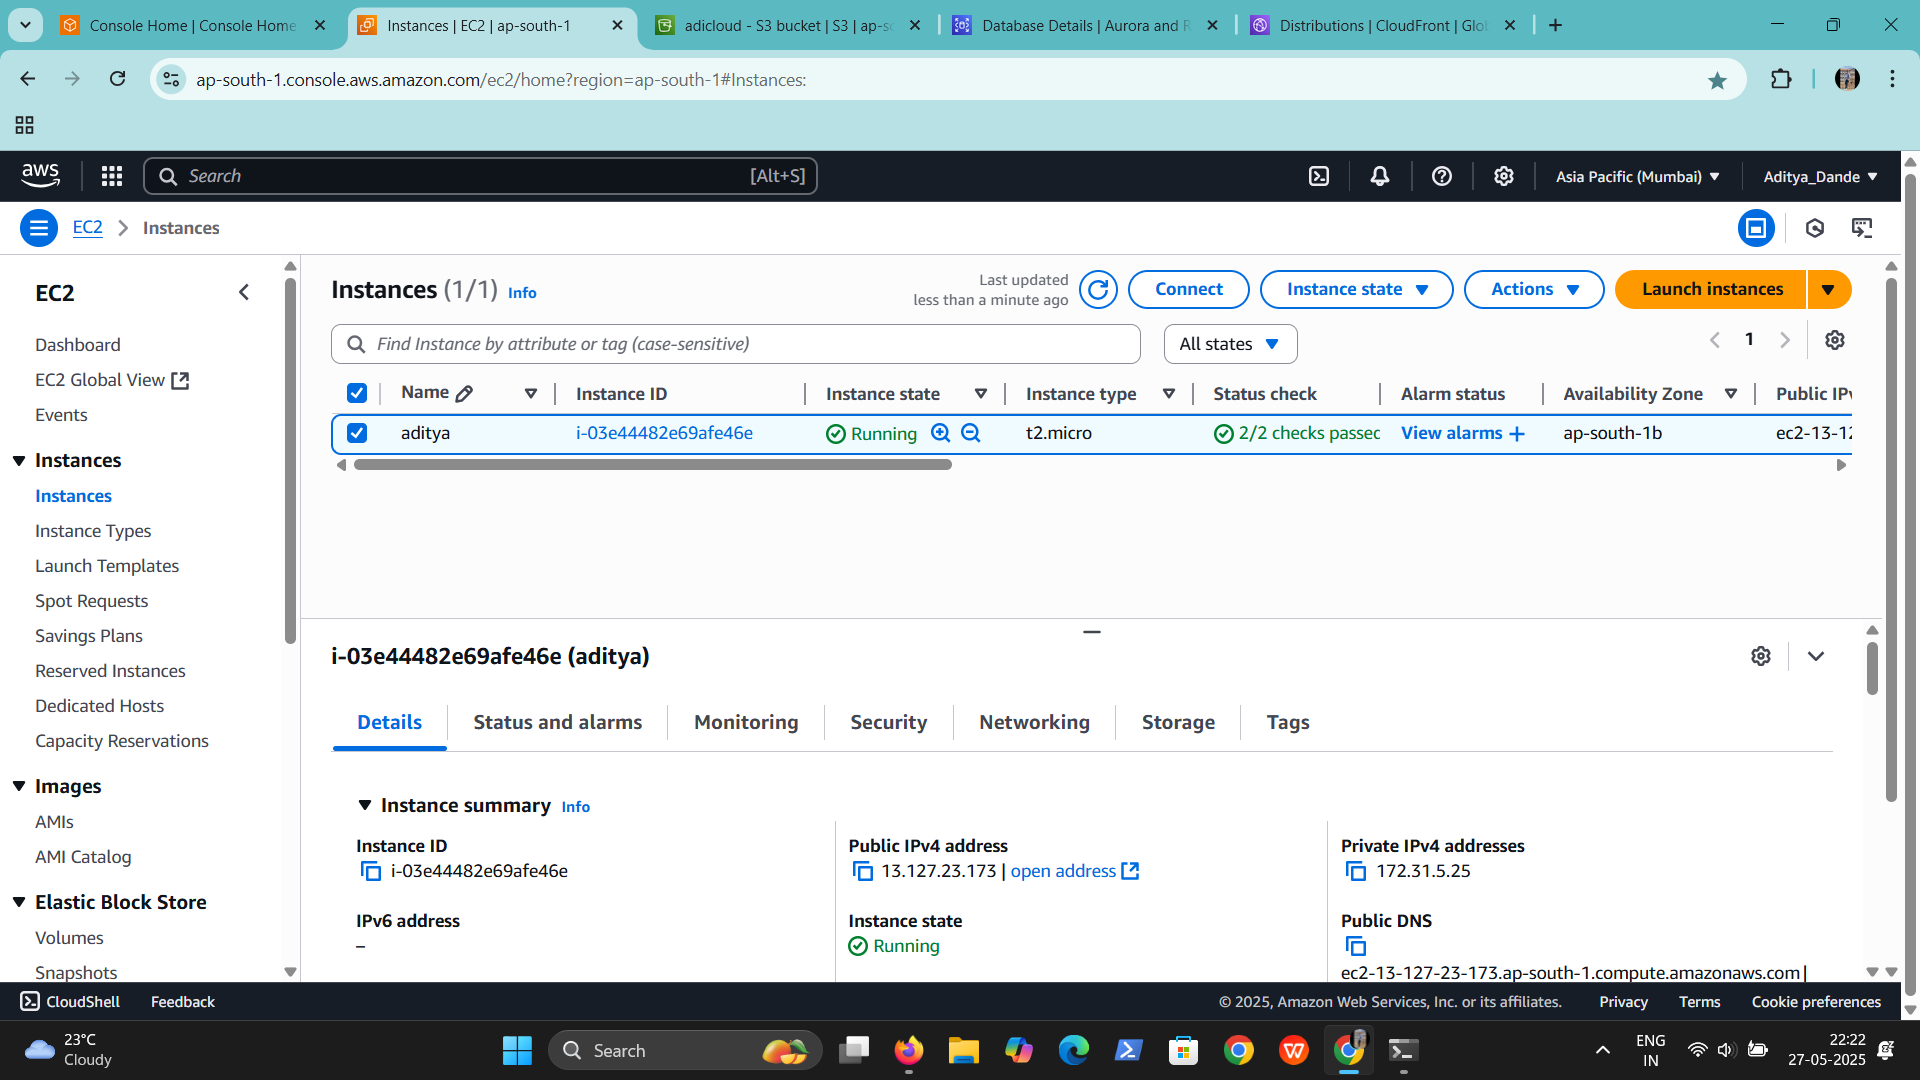 Console Home | Console Home
Instances | EC2 | ap-south-1
adicloud - S3 bucket | S3 | ap-so
Database Details | Aurora and R
Distributions | CloudFront | Glo
ap-south-1.console.aws.amazon.com/ec2/home?region=ap-south-1#Instances:
aws
Search
[Alt+S]
Asia Pacific (Mumbai)
Aditya_Dande
EC2
Instances
EC2
Dashboard
EC2 Global View
Events
Instances
Instances
Instance Types
Launch Templates
Spot Requests
Savings Plans
Reserved Instances
Dedicated Hosts
Capacity Reservations
Images
AMIs
AMI Catalog
Elastic Block Store
Volumes
Snapshots
Instances (1/1) Info
Last updated
less than a minute ago
Connect
Instance state
Actions
Launch instances
Find Instance by attribute or tag (case-sensitive)
All states
1
Name Instance ID Instance state Instance type Status check Alarm status Availability Zone Public IPv
aditya i-03e44482e69afe46e Running t2.micro 2/2 checks passed View alarms + ap-south-1b ec2-13-12
i-03e44482e69afe46e (aditya)
Details
Status and alarms
Monitoring
Security
Networking
Storage
Tags
Instance summary Info
Instance ID
i-03e44482e69afe46e
Public IPv4 address
13.127.23.173 | open address
Private IPv4 addresses
172.31.5.25
IPv6 address
–
Instance state
Running
Public DNS
ec2-13-127-23-173.ap-south-1.compute.amazonaws.com |
CloudShell
Feedback
© 2025, Amazon Web Services, Inc. or its affiliates.
Privacy
Terms
Cookie preferences
23°C
Cloudy
Search
ENG
IN
22:22
27-05-2025